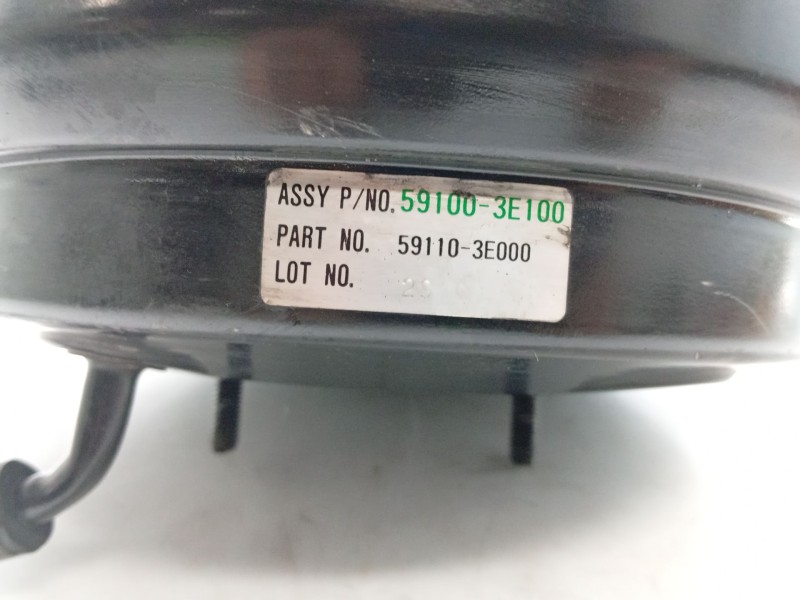 ASSY P/NO. 59100-3E100
PART NO. 59110-3E000
LOT NO.